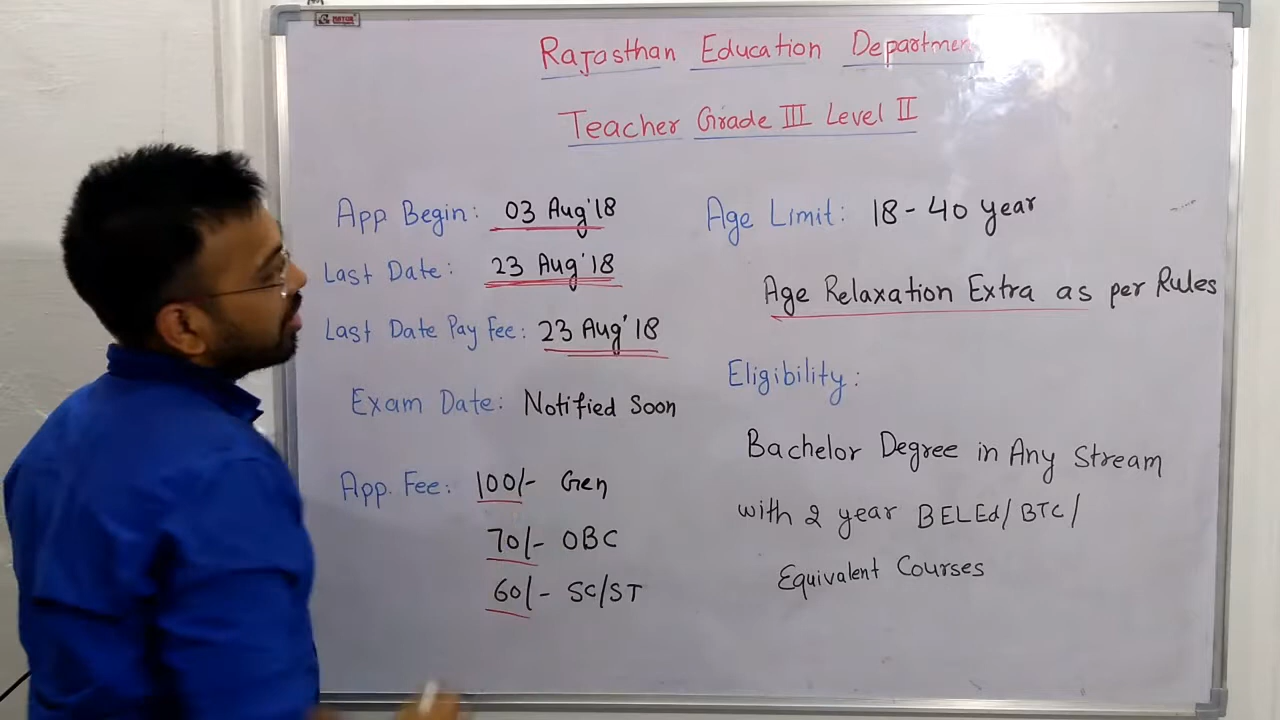 Rajasthan Education Departmen
Teacher Grade III Level II
App Begin: 03 Aug'18
Last Date: 23 Aug'18
Last Date Pay Fee: 23 Aug'18
Exam Date: Notified Soon
App. Fee: 100/- Gen
70/- OBC
60/- SC/ST
Age Limit: 18-40 year
Age Relaxation Extra as per Rules
Eligibility:
Bachelor Degree in Any Stream
with 2 year BELEd/BTC/
Equivalent Courses